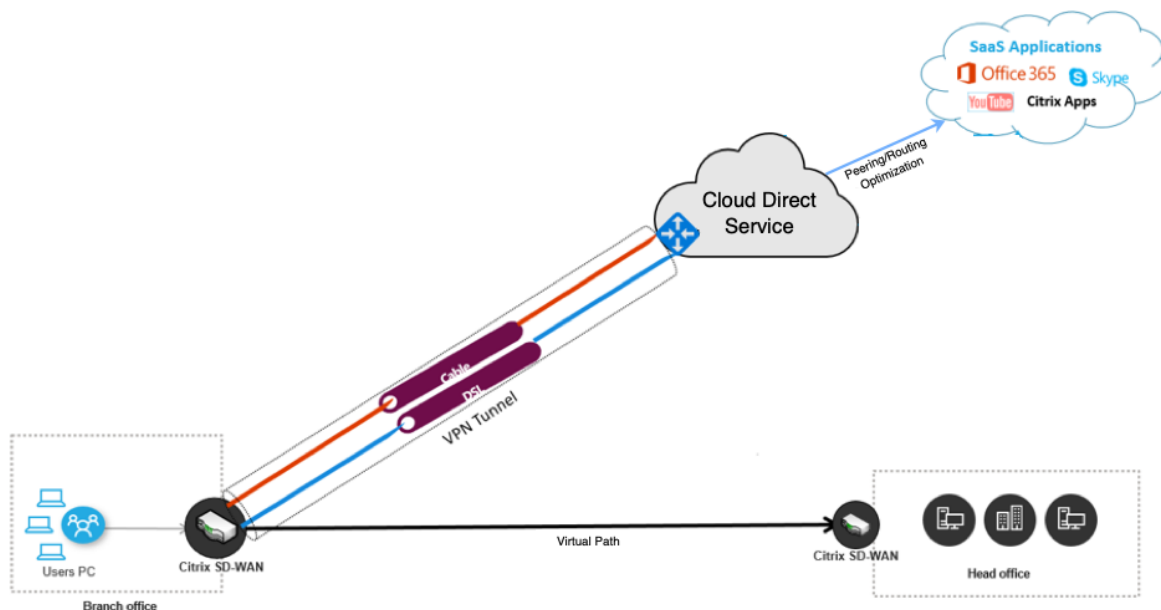 SaaS Applications
Office 365
Skype
YouTube
Citrix Apps
Peering/Routing
Optimization
Cloud Direct
Service
Cable
DSL
VPN Tunnel
Users PC
Citrix SD-WAN
Virtual Path
Citrix SD-WAN
Head office
Branch office